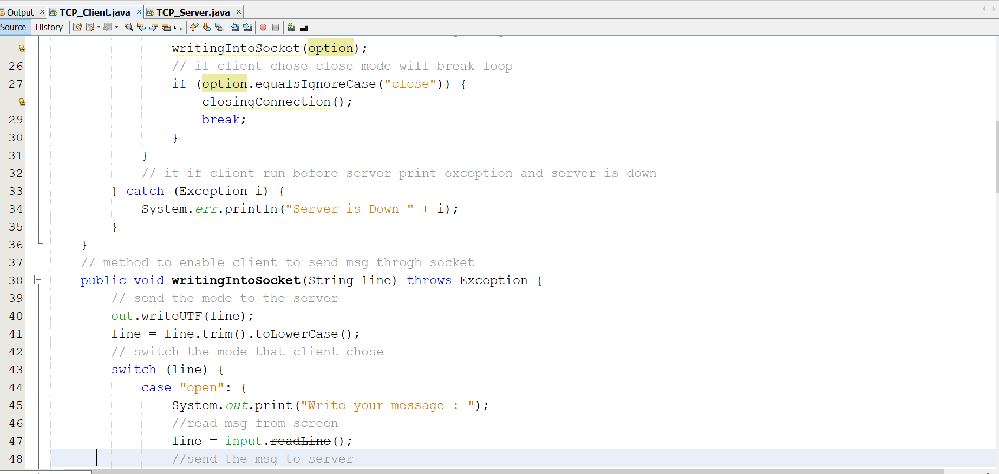 Output × TCP_Client.java × TCP_Server.java ×
Source History
writingIntoSocket(option);
26 // if client chose close mode will break loop
27 if (option.equalsIgnoreCase("close")) {
closingConnection();
29 break;
30 }
31 }
32 // it if client run before server print exception and server is down
33 } catch (Exception i) {
34 System.err.println("Server is Down " + i);
35 }
36 }
37 // method to enable client to send msg throgh socket
38 public void writingIntoSocket(String line) throws Exception {
39 // send the mode to the server
40 out.writeUTF(line);
41 line = line.trim().toLowerCase();
42 // switch the mode that client chose
43 switch (line) {
44 case "open": {
45 System.out.print("Write your message : ");
46 //read msg from screen
47 line = input.readLine();
48 //send the msg to server